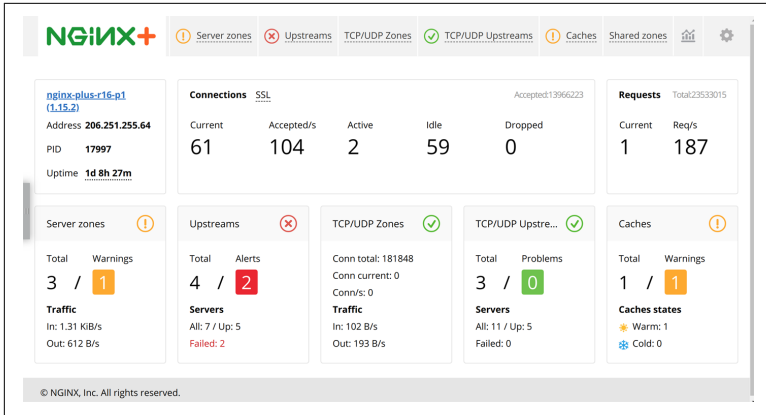 NGiNX+ Server zones Upstreams TCP/UDP Zones TCP/UDP Upstreams Caches Shared zones
nginx-plus-r16-p1
(1.15.2)
Address 206.251.255.64
PID 17997
Uptime 1d 8h 27m
Connections SSL Accepted:13966223
Current Accepted/s Active Idle Dropped
61 104 2 59 0
Requests Total:23533015
Current Req/s
1 187
Server zones
Total Warnings
3 / 1
Traffic
In: 1.31 KiB/s
Out: 612 B/s
Upstreams
Total Alerts
4 / 2
Servers
All: 7 / Up: 5
Failed: 2
TCP/UDP Zones
Conn total: 181848
Conn current: 0
Conn/s: 0
Traffic
In: 102 B/s
Out: 193 B/s
TCP/UDP Upstre...
Total Problems
3 / 0
Servers
All: 11 / Up: 5
Failed: 0
Caches
Total Warnings
1 / 1
Caches states
Warm: 1
Cold: 0
© NGINX, Inc. All rights reserved.